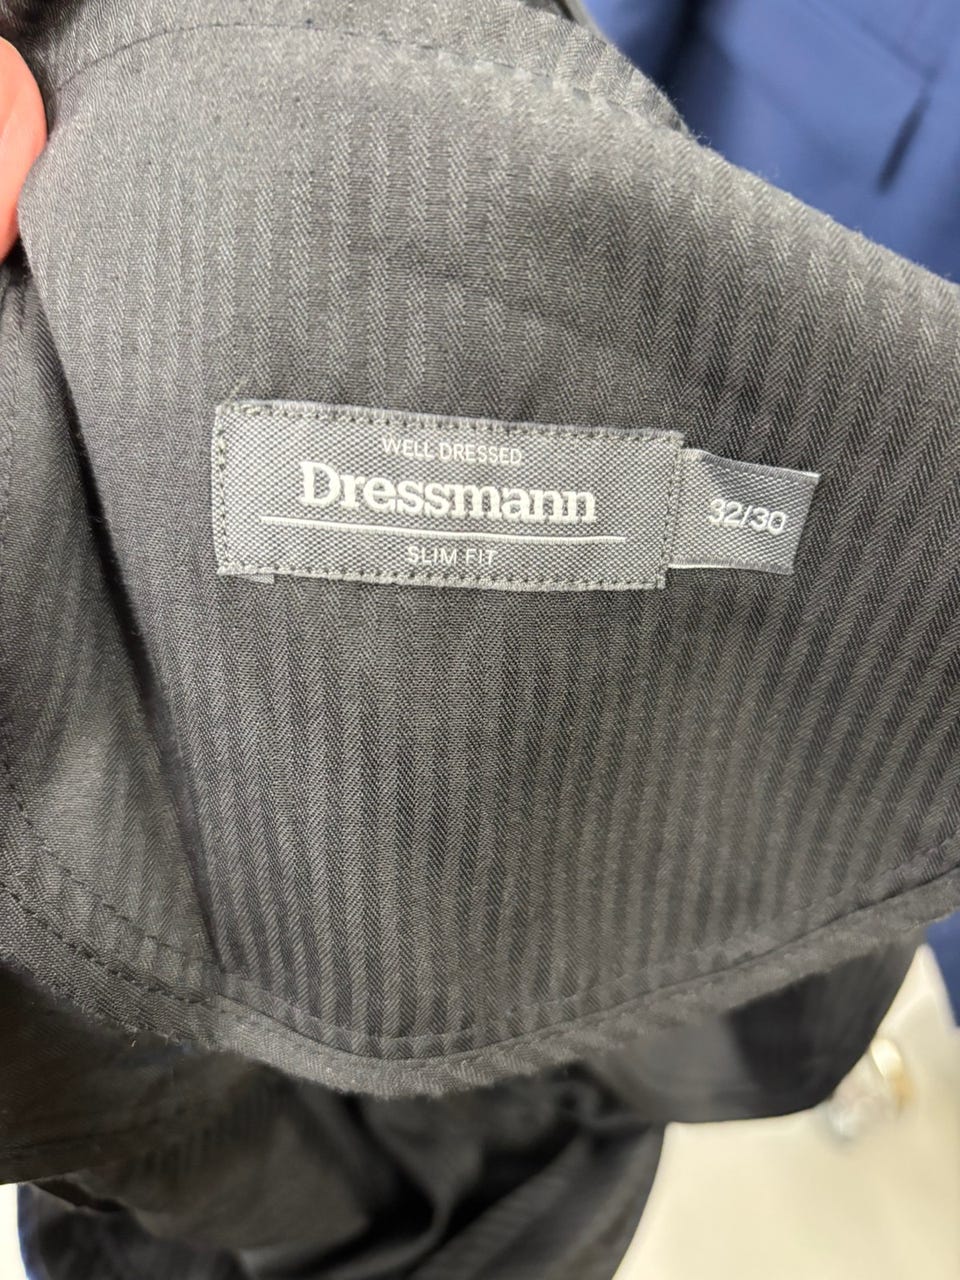 WELL DRESSED
Dressmann
SLIM FIT
32/30